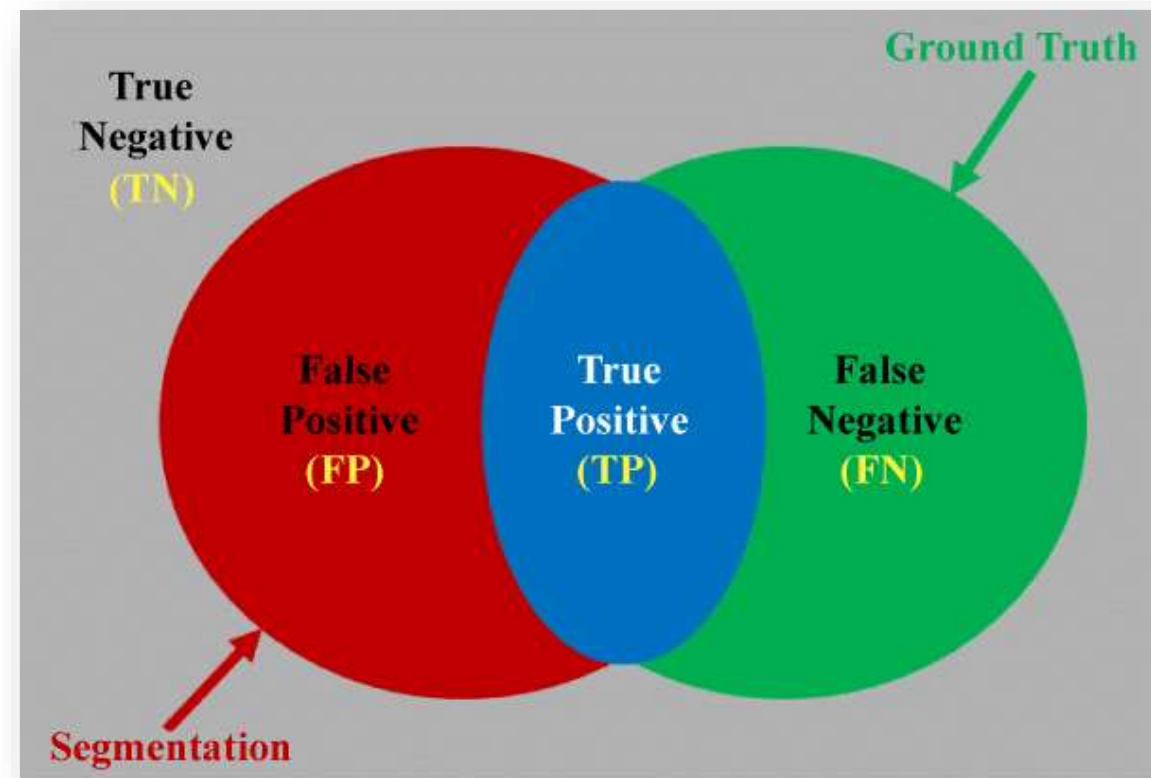 Ground Truth
True
Negative
(TN)
False
Positive
(FP)
True
Positive
(TP)
False
Negative
(FN)
Segmentation